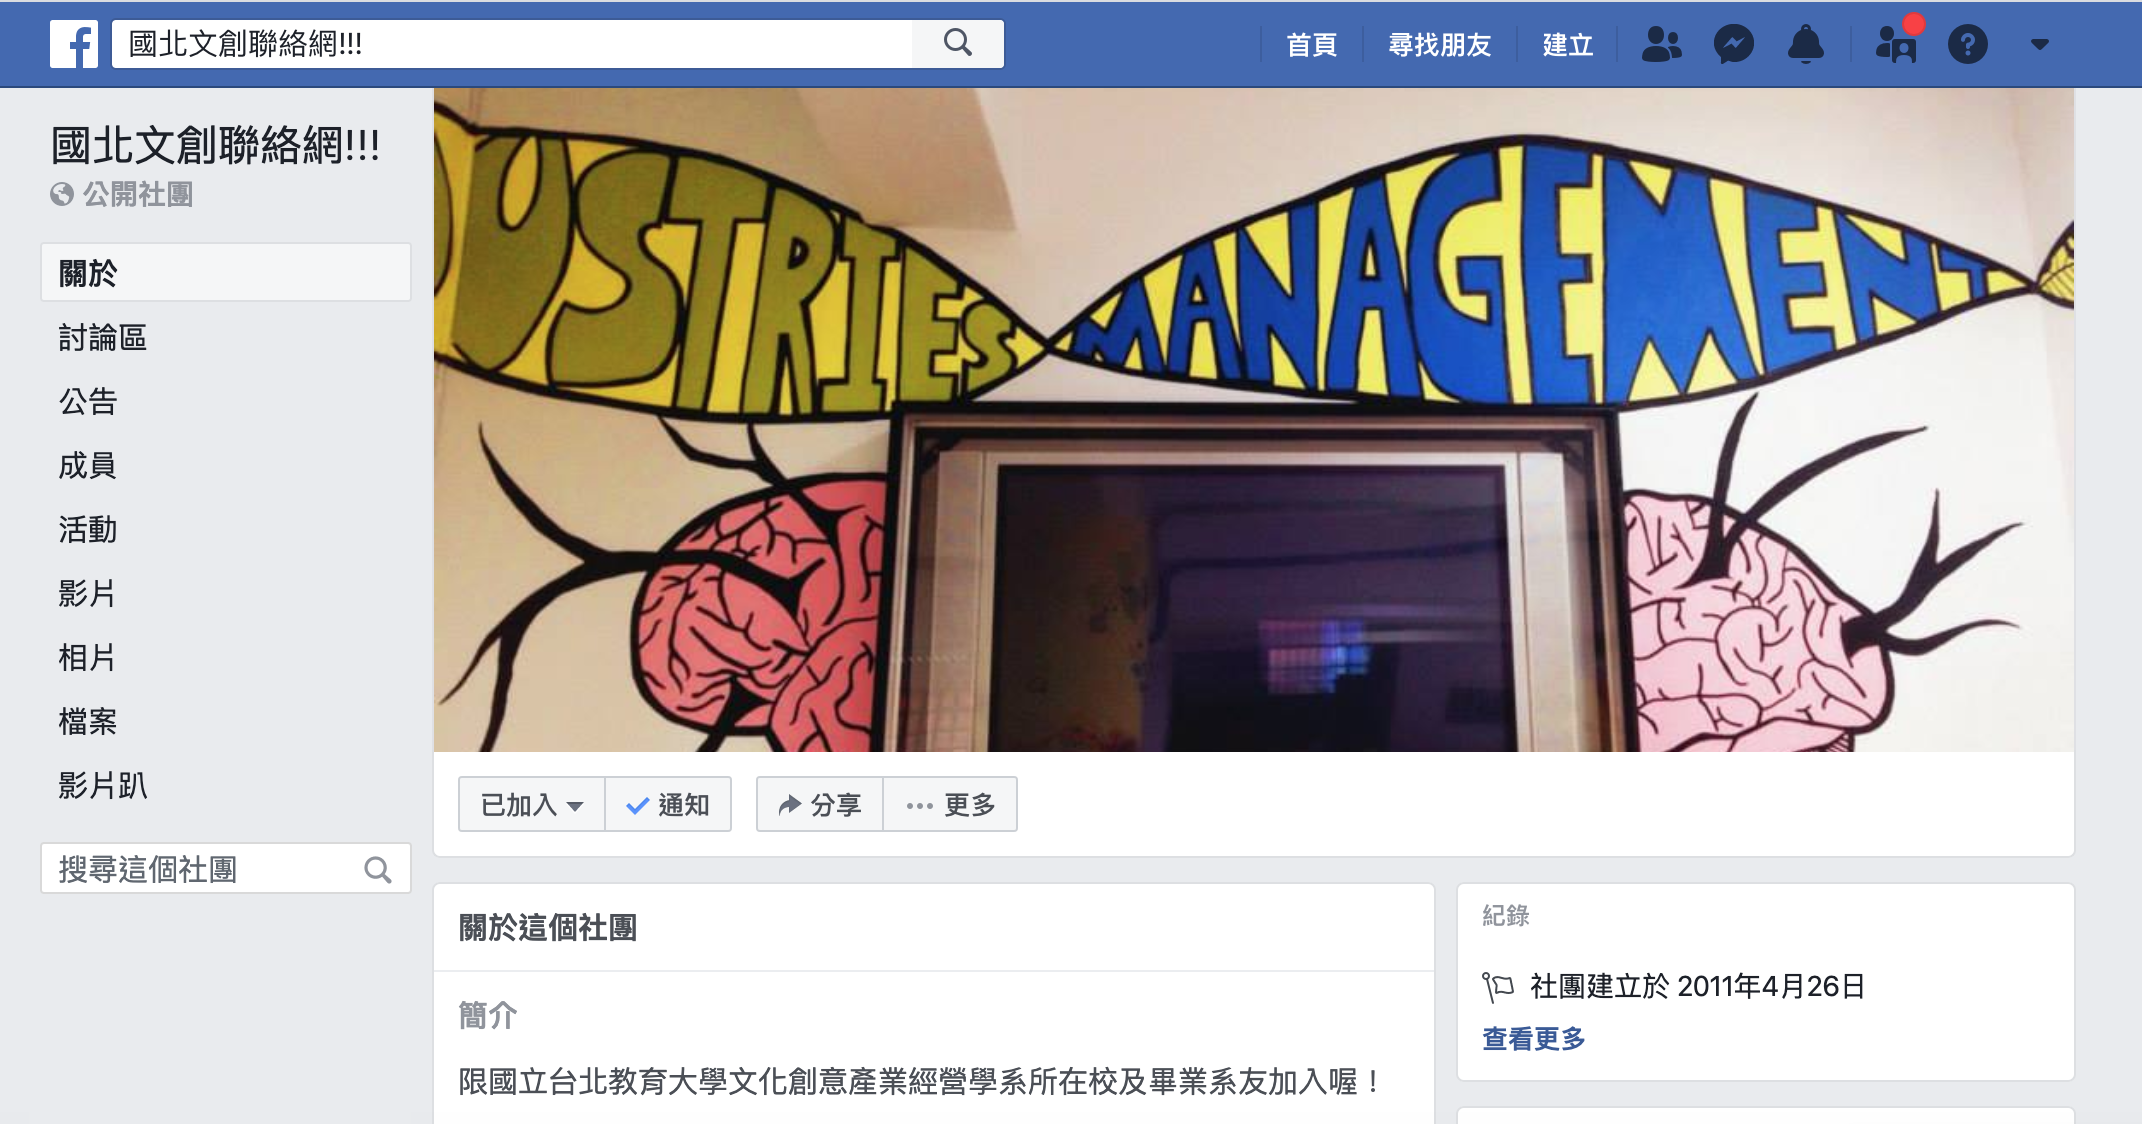 國北文創聯絡網!!!
首頁
尋找朋友
建立
國北文創聯絡網!!!
公開社團
關於
討論區
公告
成員
活動
影片
相片
檔案
影片趴
搜尋這個社團
USTRIES MANAGEMENT
已加入
通知
分享
更多
關於這個社團
簡介
限國立台北教育大學文化創意產業經營學系所在校及畢業系友加入喔！
紀錄
社團建立於 2011年4月26日
查看更多